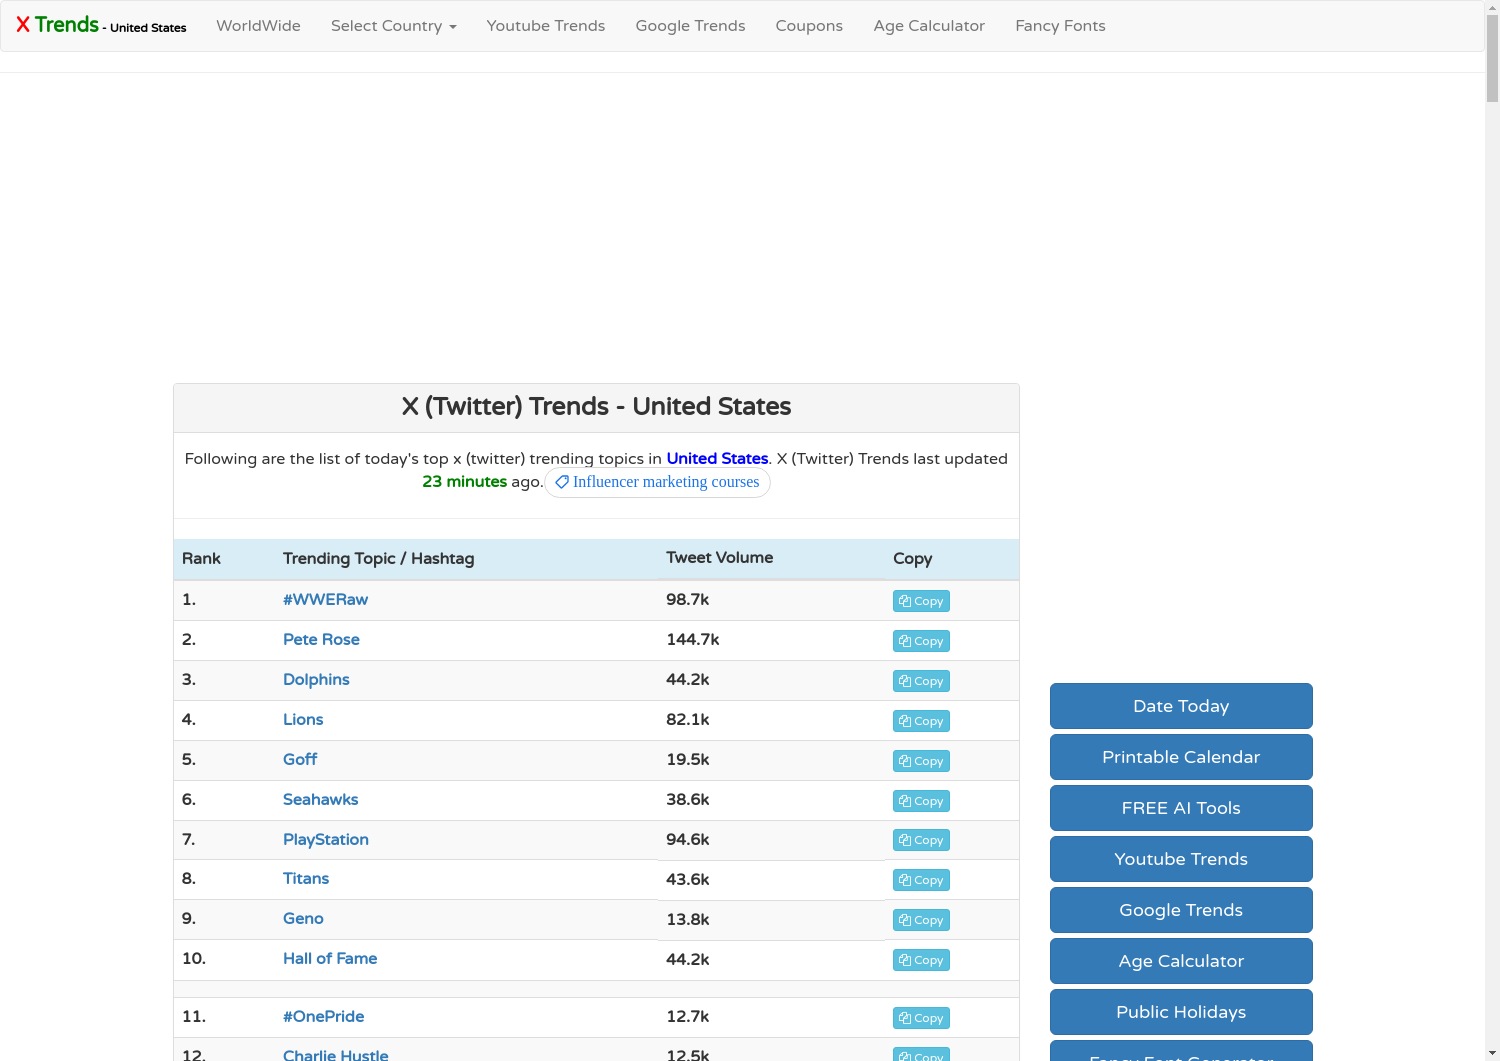 X Trends - United States WorldWide Select Country Youtube Trends Google Trends Coupons Age Calculator Fancy Fonts
X (Twitter) Trends - United States
Following are the list of today's top x (twitter) trending topics in United States. X (Twitter) Trends last updated
23 minutes ago. Influencer marketing courses
Rank Trending Topic / Hashtag Tweet Volume Copy
1. #WWERaw 98.7k Copy
2. Pete Rose 144.7k Copy
3. Dolphins 44.2k Copy
4. Lions 82.1k Copy
5. Goff 19.5k Copy
6. Seahawks 38.6k Copy
7. PlayStation 94.6k Copy
8. Titans 43.6k Copy
9. Geno 13.8k Copy
10. Hall of Fame 44.2k Copy
11. #OnePride 12.7k Copy
12. Charlie Hustle 12.5k Copy
Date Today
Printable Calendar
FREE AI Tools
Youtube Trends
Google Trends
Age Calculator
Public Holidays
Fancy Font Generator